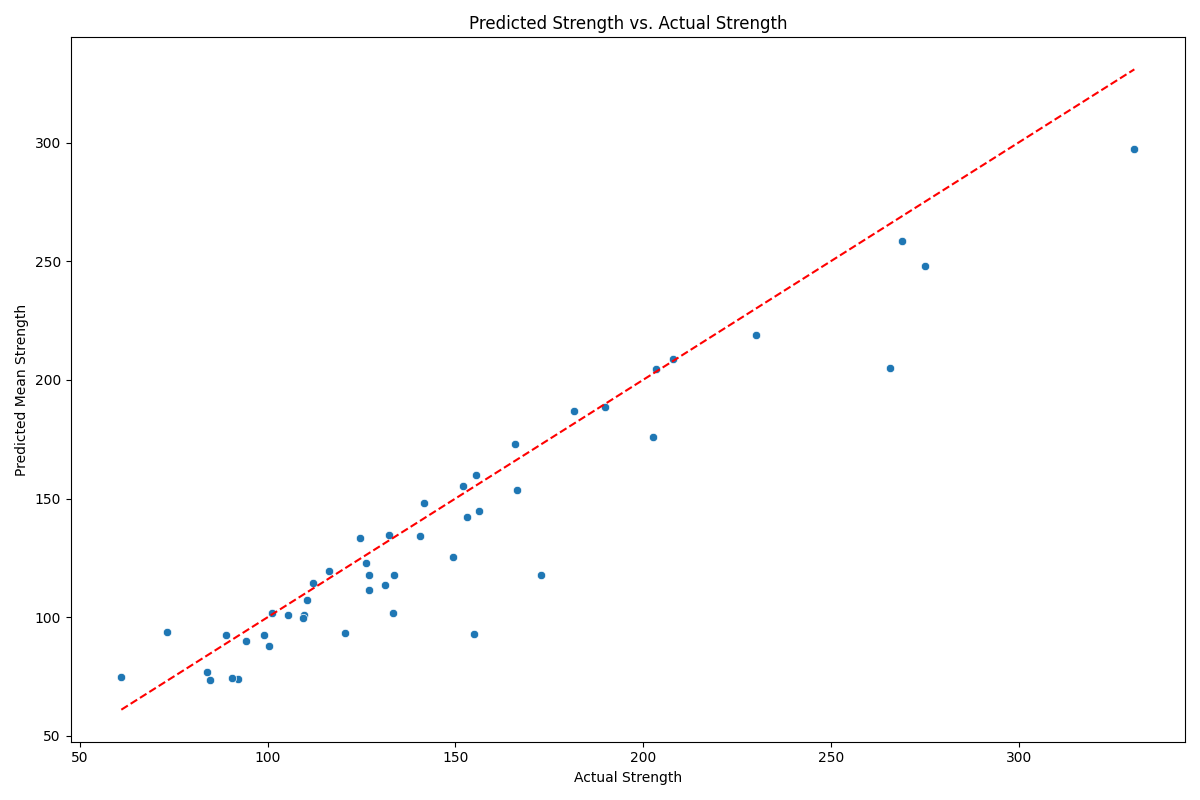 Predicted Strength vs. Actual Strength
Predicted Mean Strength
300
250
200
150
100
50
50 100 150 200 250 300
Actual Strength